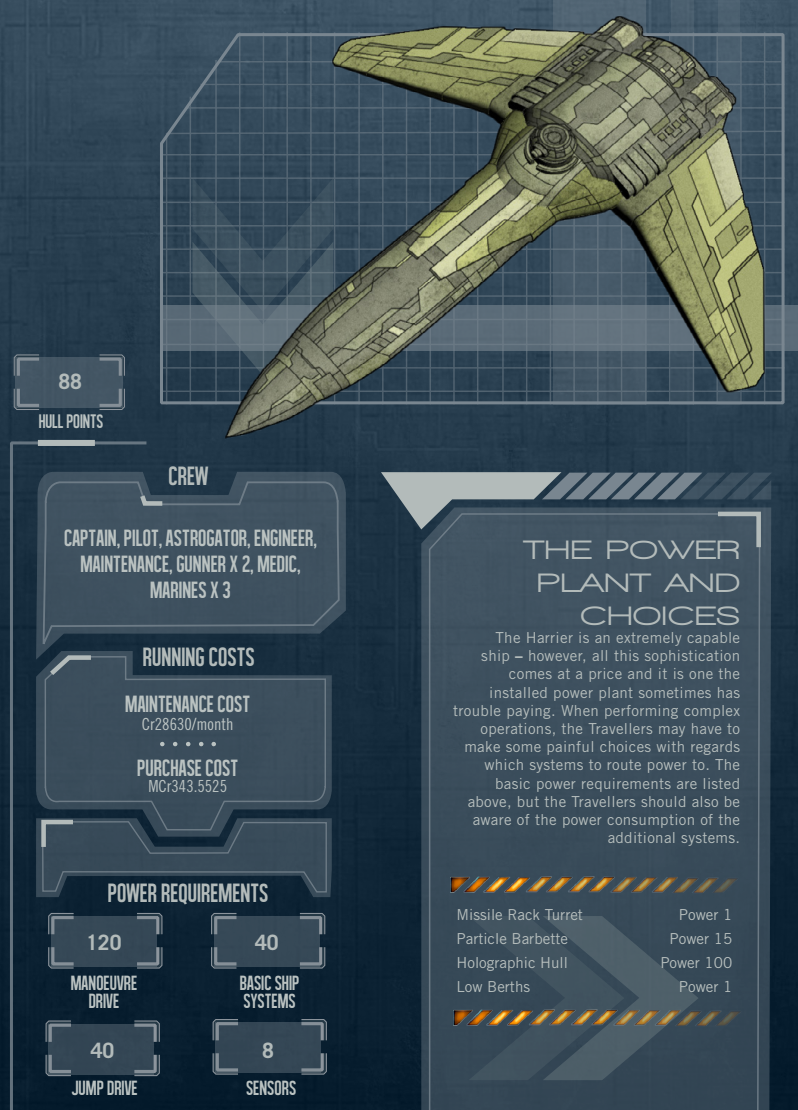 88
HULL POINTS
CREW
CAPTAIN, PILOT, ASTROGATOR, ENGINEER,
MAINTENANCE, GUNNER X 2, MEDIC,
MARINES X 3
RUNNING COSTS
MAINTENANCE COST
Cr28630/month
• • • • •
PURCHASE COST
MCr343.5525
POWER REQUIREMENTS
120
MANOEUVRE
DRIVE
40
BASIC SHIP
SYSTEMS
40
JUMP DRIVE
8
SENSORS
THE POWER
PLANT AND
CHOICES
The Harrier is an extremely capable
ship – however, all this sophistication
comes at a price and it is one the
installed power plant sometimes has
trouble paying. When performing complex
operations, the Travellers may have to
make some painful choices with regards
which systems to route power to. The
basic power requirements are listed
above, but the Travellers should also be
aware of the power consumption of the
additional systems.
Missile Rack Turret Power 1
Particle Barbette Power 15
Holographic Hull Power 100
Low Berths Power 1